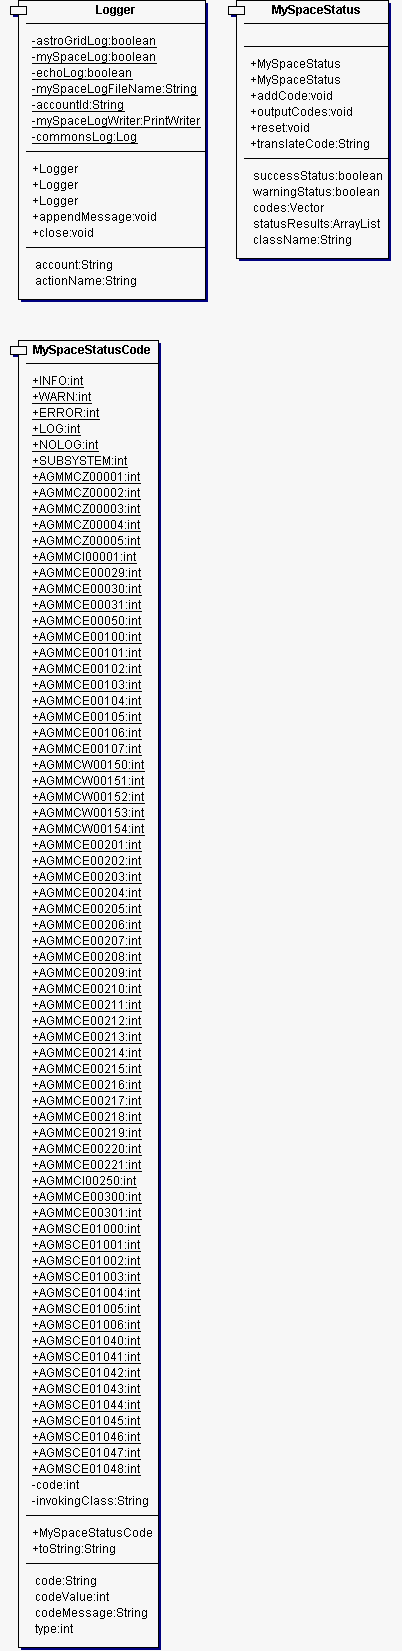 Logger
-astroGridLog:boolean
-mySpaceLog:boolean
-echoLog:boolean
-mySpaceLogFileName:String
-accountId:String
-mySpaceLogWriter:PrintWriter
-commonsLog:Log
+Logger
+Logger
+Logger
+appendMessage:void
+close:void
account:String
actionName:String
MySpaceStatus
+MySpaceStatus
+MySpaceStatus
+addCode:void
+outputCodes:void
+reset:void
+translateCode:String
successStatus:boolean
warningStatus:boolean
codes:Vector
statusResults:ArrayList
className:String
MySpaceStatusCode
+INFO:int
+WARN:int
+ERROR:int
+LOG:int
+NOLOG:int
+SUBSYSTEM:int
+AGMMCZ00001:int
+AGMMCZ00002:int
+AGMMCZ00003:int
+AGMMCZ00004:int
+AGMMCZ00005:int
+AGMMCI00001:int
+AGMMCE00029:int
+AGMMCE00030:int
+AGMMCE00031:int
+AGMMCE00050:int
+AGMMCE00100:int
+AGMMCE00101:int
+AGMMCE00102:int
+AGMMCE00103:int
+AGMMCE00104:int
+AGMMCE00105:int
+AGMMCE00106:int
+AGMMCE00107:int
+AGMMCW00150:int
+AGMMCW00151:int
+AGMMCW00152:int
+AGMMCW00153:int
+AGMMCW00154:int
+AGMMCE00201:int
+AGMMCE00202:int
+AGMMCE00203:int
+AGMMCE00204:int
+AGMMCE00205:int
+AGMMCE00206:int
+AGMMCE00207:int
+AGMMCE00208:int
+AGMMCE00209:int
+AGMMCE00210:int
+AGMMCE00211:int
+AGMMCE00212:int
+AGMMCE00213:int
+AGMMCE00214:int
+AGMMCE00215:int
+AGMMCE00216:int
+AGMMCE00217:int
+AGMMCE00218:int
+AGMMCE00219:int
+AGMMCE00220:int
+AGMMCE00221:int
+AGMMCI00250:int
+AGMMCE00300:int
+AGMMCE00301:int
+AGMSCE01000:int
+AGMSCE01001:int
+AGMSCE01002:int
+AGMSCE01003:int
+AGMSCE01004:int
+AGMSCE01005:int
+AGMSCE01006:int
+AGMSCE01040:int
+AGMSCE01041:int
+AGMSCE01042:int
+AGMSCE01043:int
+AGMSCE01044:int
+AGMSCE01045:int
+AGMSCE01046:int
+AGMSCE01047:int
+AGMSCE01048:int
-code:int
-invokingClass:String
+MySpaceStatusCode
+toString:String
code:String
codeValue:int
codeMessage:String
type:int